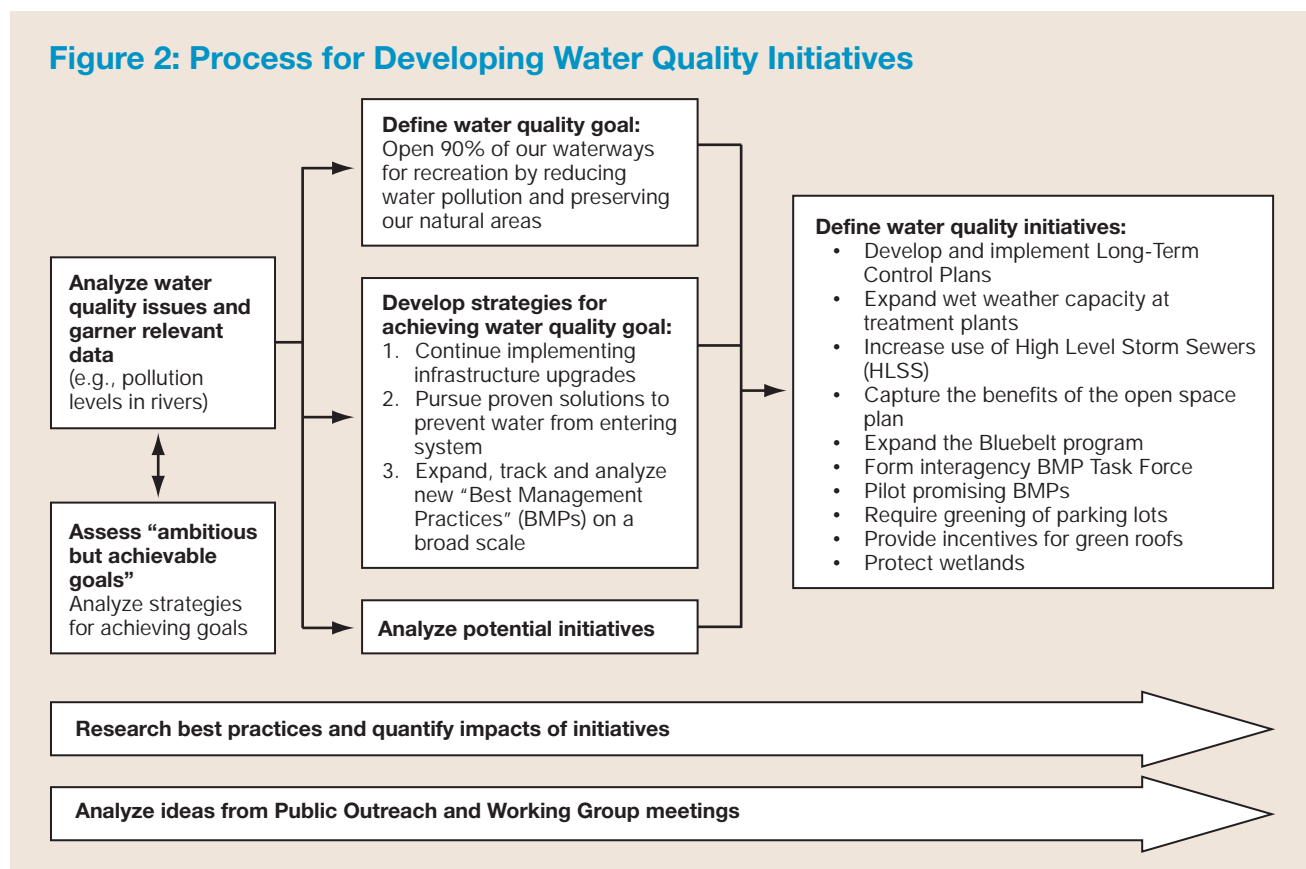 Figure 2: Process for Developing Water Quality Initiatives
Analyze water
quality issues and
garner relevant
data
(e.g., pollution
levels in rivers)
Assess “ambitious
but achievable
goals”
Analyze strategies
for achieving goals
Define water quality goal:
Open 90% of our waterways
for recreation by reducing
water pollution and preserving
our natural areas
Develop strategies for
achieving water quality goal:
1. Continue implementing
infrastructure upgrades
2. Pursue proven solutions to
prevent water from entering
system
3. Expand, track and analyze
new “Best Management
Practices” (BMPs) on a
broad scale
Analyze potential initiatives
Define water quality initiatives:
• Develop and implement Long-Term
Control Plans
• Expand wet weather capacity at
treatment plants
• Increase use of High Level Storm Sewers
(HLSS)
• Capture the benefits of the open space
plan
• Expand the Bluebelt program
• Form interagency BMP Task Force
• Pilot promising BMPs
• Require greening of parking lots
• Provide incentives for green roofs
• Protect wetlands
Research best practices and quantify impacts of initiatives
Analyze ideas from Public Outreach and Working Group meetings